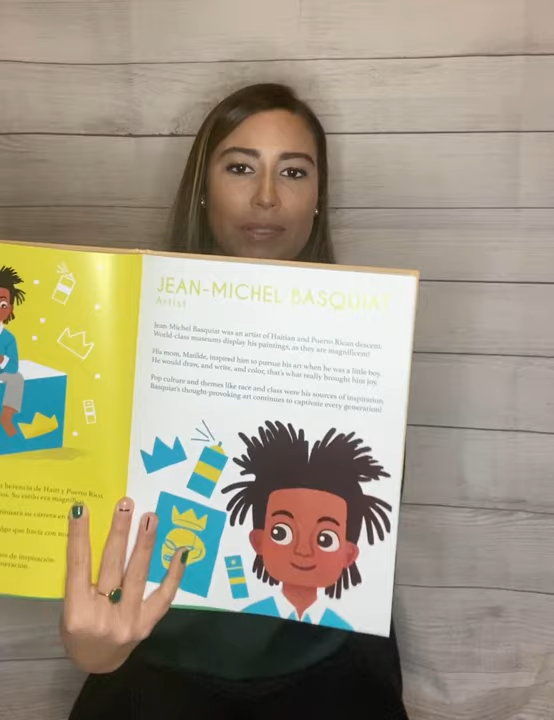 herencia de Haití y Puerto Rico.
Su estilo era
de inspiración.
JEAN-MICHEL BASQUIAT
Artist
Jean-Michel Basquiat was an artist of Haitian and Puerto Rican descent.
World-class museums display his paintings, as they are magnificent!
His mom, Matilde, inspired him to pursue his art when he was a little boy.
He would draw, and write, and color, that's what really brought him joy.
Pop culture and themes like race and class were his sources of inspiration.
Basquiat's thought-provoking art continues to captivate every generation!